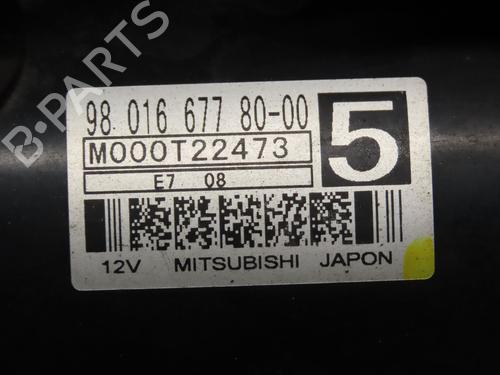 B-PARTS
98 016 677 80-00
5
M000T22473
E7 08
12V MITSUBISHI JAPON